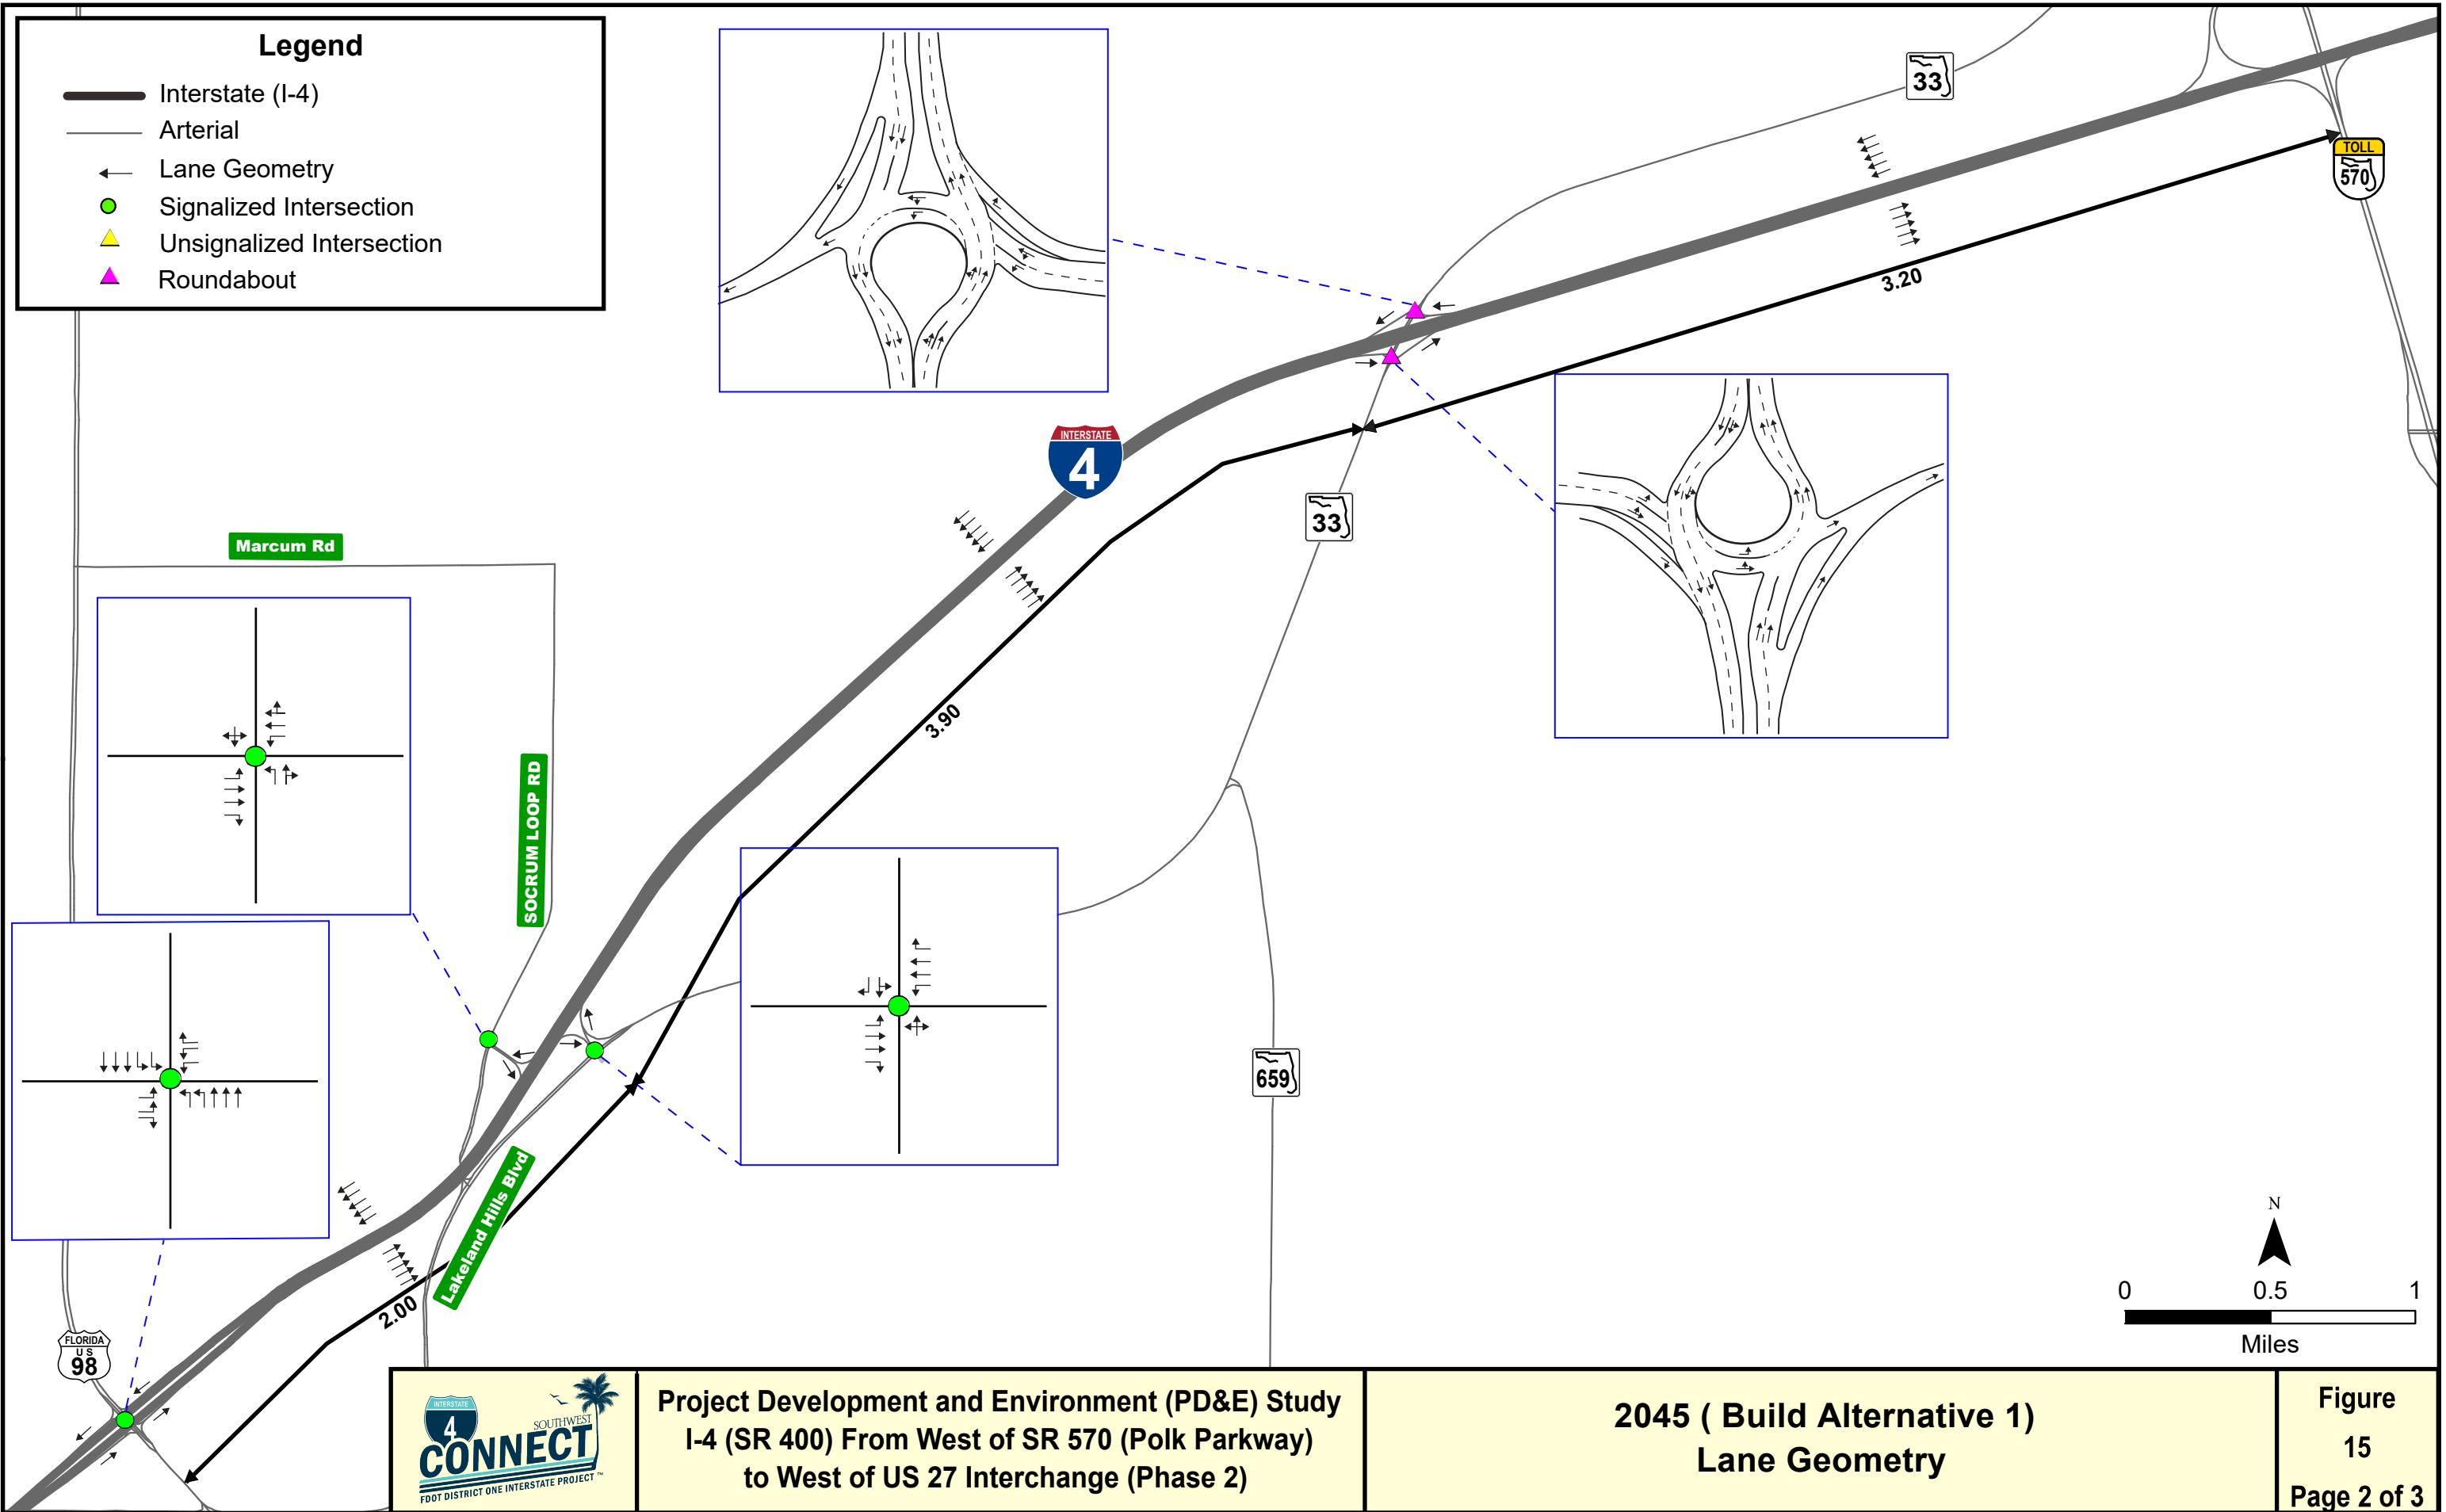 Legend
Interstate (I-4)
Arterial
Lane Geometry
Signalized Intersection
Unsignalized Intersection
Roundabout
33
TOLL
570
3.20
INTERSTATE
4
33
Marcum Rd
3.90
SOCRUM LOOP RD
659
Lakeland Hills Blvd
2.00
FLORIDA
US
98
N
0 0.5 1
Miles
INTERSTATE
4
SOUTHWEST
CONNECT
FDOT DISTRICT ONE INTERSTATE PROJECT™
Project Development and Environment (PD&E) Study
I-4 (SR 400) From West of SR 570 (Polk Parkway)
to West of US 27 Interchange (Phase 2)
2045 ( Build Alternative 1)
Lane Geometry
Figure
15
Page 2 of 3